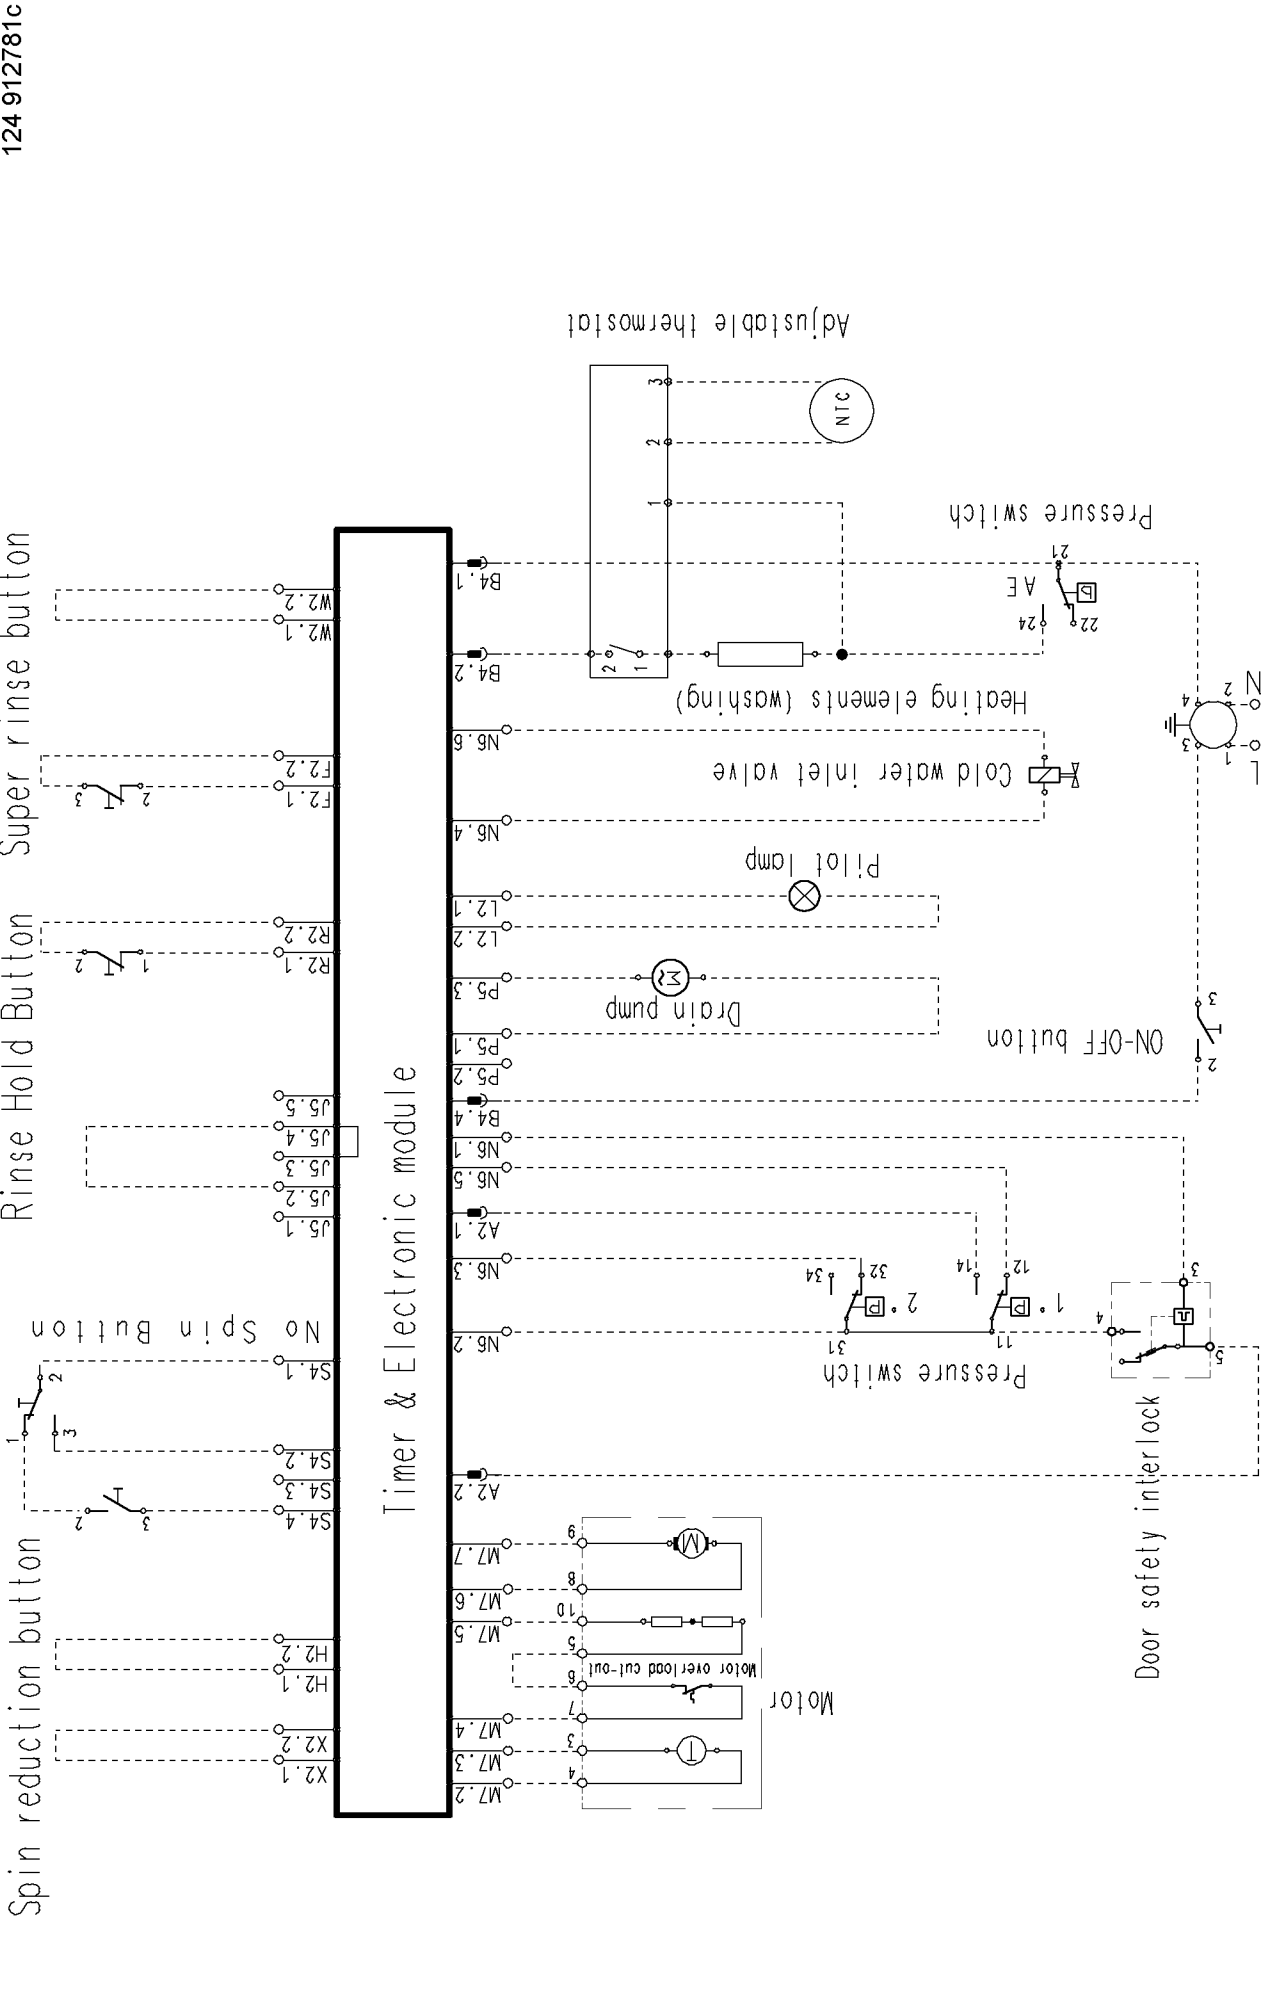 124 912781c
Adjustable thermostat
3
2
1
NTC
Super rinse button
W2.2
W2.1
B4.1
B4.2
2
1
Heating elements (washing)
Pressure switch
21
AE
24
22
3
2
F2.2
F2.1
N6.6
N6.4
Cold water inlet valve
4
2
N
3
1
L
Rinse Hold Button
2
1
R2.2
R2.1
L2.1
L2.2
Pilot lamp
P5.3
P5.1
P5.2
M
~
Drain pump
ON-OFF button
3
2
J5.5
J5.4
J5.3
J5.2
J5.1
B4.4
N6.1
N6.5
A2.1
N6.3
N6.2
A2.2
Timer & Electronic module
34
32
P
2°
31
14
12
P
1°
11
Pressure switch
3
4
5
Door safety interlock
No Spin Button
2
1
3
S4.1
S4.2
S4.3
S4.4
2
3
Spin reduction button
H2.2
H2.1
X2.2
X2.1
M7.7
M7.6
M7.5
M7.4
M7.3
M7.2
9
8
10
5
6
7
3
4
M
Motor overload cut-out
T
Motor